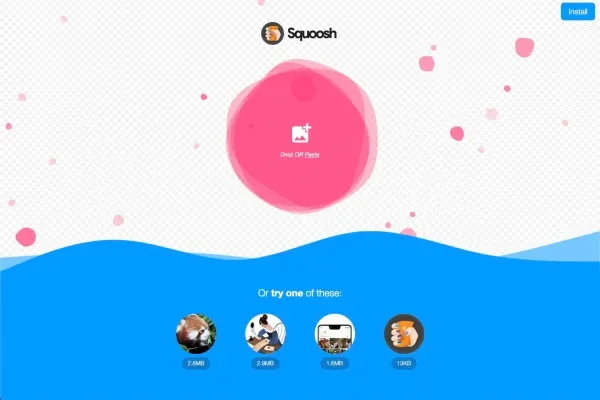 Install
Squoosh
Drop OR Paste
Or try one of these:
2.8MB
2.9MB
1.6MB
13KB